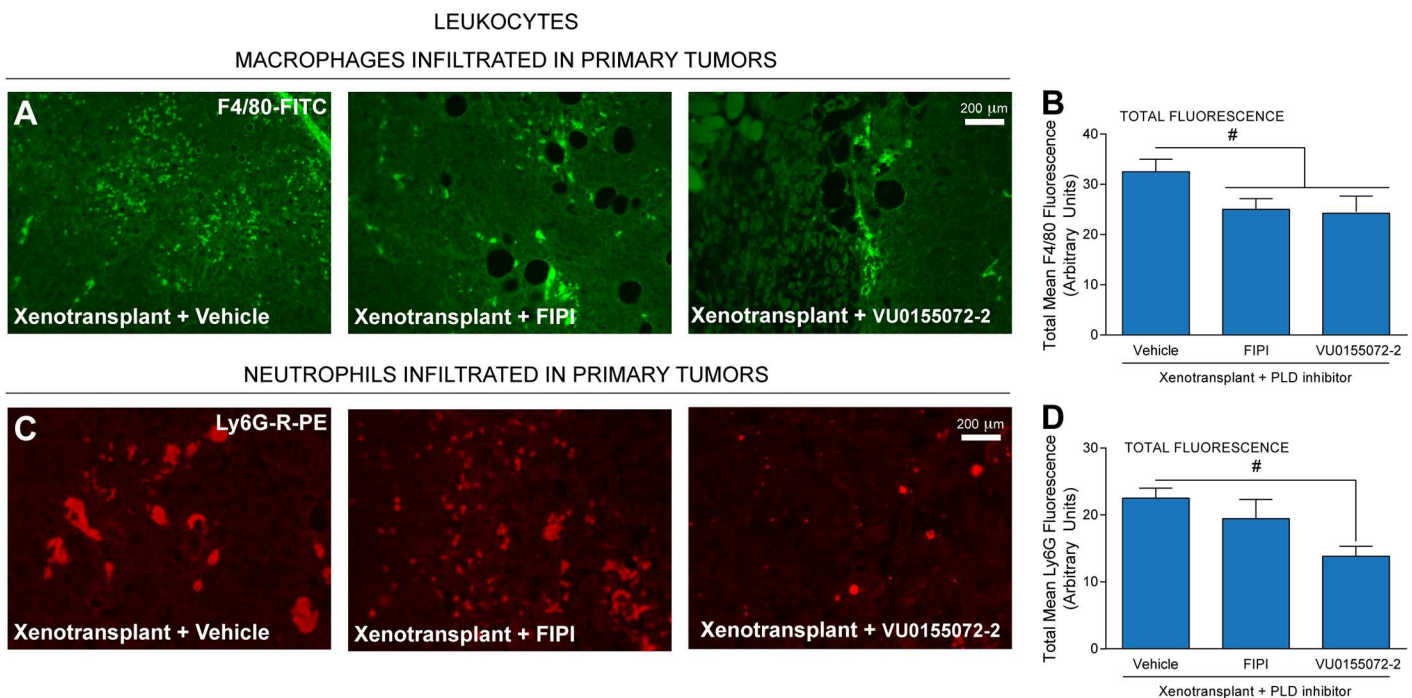 LEUKOCYTES
MACROPHAGES INFILTRATED IN PRIMARY TUMORS
A
F4/80-FITC
200 µm
Xenotransplant + Vehicle
Xenotransplant + FIPI
Xenotransplant + VU0155072-2
B
TOTAL FLUORESCENCE
#
Total Mean F4/80 Fluorescence
(Arbitrary Units)
40
30
20
10
0
Vehicle
FIPI
VU0155072-2
Xenotransplant + PLD inhibitor
NEUTROPHILS INFILTRATED IN PRIMARY TUMORS
C
Ly6G-R-PE
200 µm
Xenotransplant + Vehicle
Xenotransplant + FIPI
Xenotransplant + VU0155072-2
D
TOTAL FLUORESCENCE
#
Total Mean Ly6G Fluorescence
(Arbitrary Units)
30
20
10
0
Vehicle
FIPI
VU0155072-2
Xenotransplant + PLD inhibitor